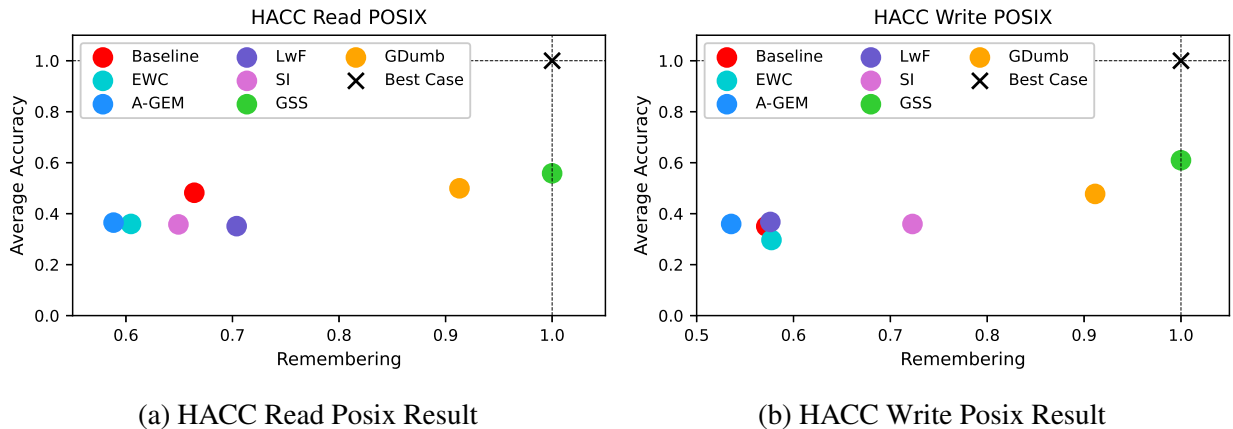 HACC Read POSIX
Baseline LwF GDumb
EWC SI Best Case
A-GEM GSS
Average Accuracy
1.0
0.8
0.6
0.4
0.2
0.0
0.6 0.7 0.8 0.9 1.0
Remembering
(a) HACC Read Posix Result
HACC Write POSIX
Baseline LwF GDumb
EWC SI Best Case
A-GEM GSS
Average Accuracy
1.0
0.8
0.6
0.4
0.2
0.0
0.5 0.6 0.7 0.8 0.9 1.0
Remembering
(b) HACC Write Posix Result